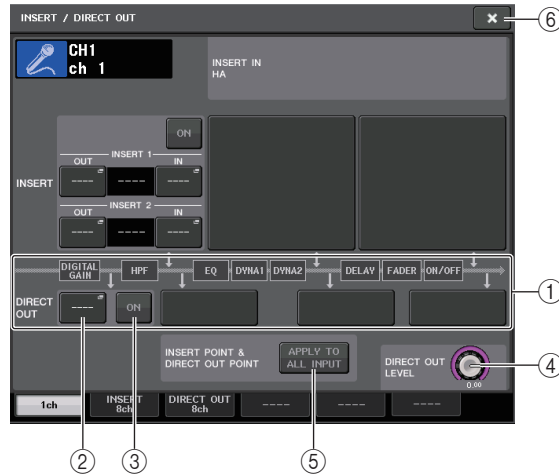 INSERT / DIRECT OUT
CH1
ch 1
INSERT IN
HA
ON
INSERT 1
OUT
IN
----
----
----
INSERT
INSERT 2
OUT
IN
----
----
----
DIGITAL
GAIN
HPF
EQ
DYNA1
DYNA2
DELAY
FADER
ON/OFF
DIRECT
OUT
----
ON
INSERT POINT &
DIRECT OUT POINT
APPLY TO
ALL INPUT
DIRECT OUT
LEVEL
0.00
1ch
INSERT
8ch
DIRECT OUT
8ch
----
----
----
⑥
①
④
②
③
⑤